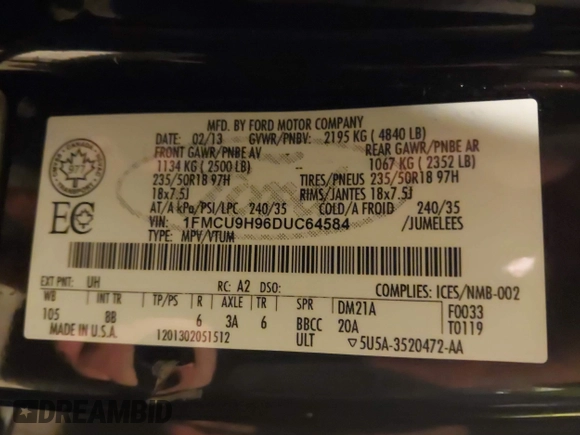 MFD. BY FORD MOTOR COMPANY
DATE: 02/13 GVWR/PNBV: 2195 KG ( 4840 LB)
FRONT GAWR/PNBE AV REAR GAWR/PNBE AR
1134 KG ( 2500 LB) -- 1067 KG ( 2352 LB)
235/50R18 97H TIRES/PNEUS 235/50R18 97H
18x7.5J RIMS/JANTES 18x7.5J
AT/A kPa/PSI/LPC 240/35 COLD/A FROID 240/35
VIN: 1FMCU9H96DUC64584 /JUMELEES
TYPE: MPV/VTUM
977
EC
EXT PNT: UH RC: A2 DSO: COMPLIES: ICES/NMB-002
WB INT TR TP/PS R AXLE TR SPR DM21A F0033
105 BB 6 3A 6 BBCC 20A T0119
MADE IN U.S.A. 1201302051512 ULT ▽5U5A-3520472-AA
DREAMBID